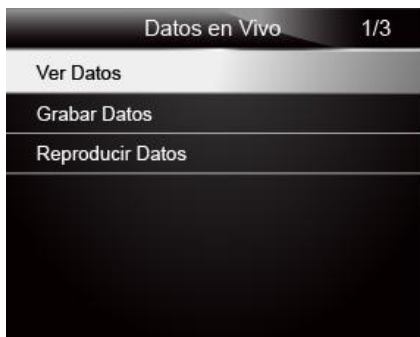 Datos en Vivo 1/3
Ver Datos
Grabar Datos
Reproducir Datos